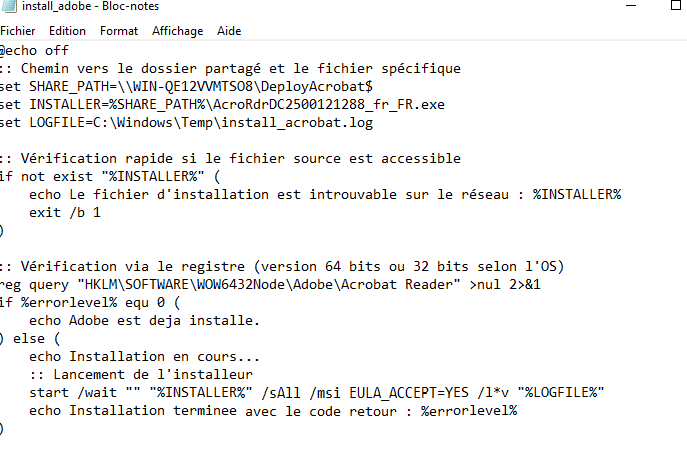 install_adobe - Bloc-notes
Fichier Edition Format Affichage Aide
@echo off
:: Chemin vers le dossier partagé et le fichier spécifique
set SHARE_PATH=\\WIN-QE12VVMTSO8\DeployAcrobat$
set INSTALLER=%SHARE_PATH%\AcroRdrDC2500121288_fr_FR.exe
set LOGFILE=C:\Windows\Temp\install_acrobat.log
:: Vérification rapide si le fichier source est accessible
if not exist "%INSTALLER%" (
echo Le fichier d'installation est introuvable sur le réseau : %INSTALLER%
exit /b 1
)
:: Vérification via le registre (version 64 bits ou 32 bits selon l'OS)
reg query "HKLM\SOFTWARE\WOW6432Node\Adobe\Acrobat Reader" >nul 2>&1
if %errorlevel% equ 0 (
echo Adobe est deja installe.
) else (
echo Installation en cours...
:: Lancement de l'installeur
start /wait "" "%INSTALLER%" /sAll /msi EULA_ACCEPT=YES /l*v "%LOGFILE%"
echo Installation terminee avec le code retour : %errorlevel%
)